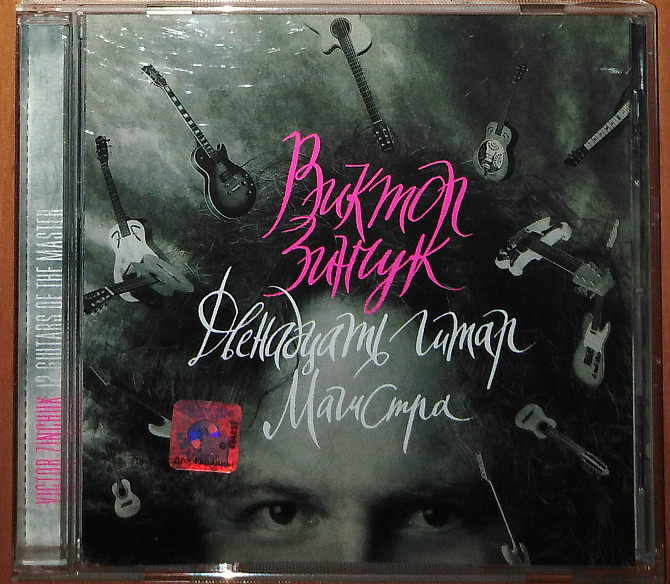 VICTOR ZINCHUK 12 GUITARS OF THE MASTER
Виктор
Зинчук
Двенадцать гитар
Магистра